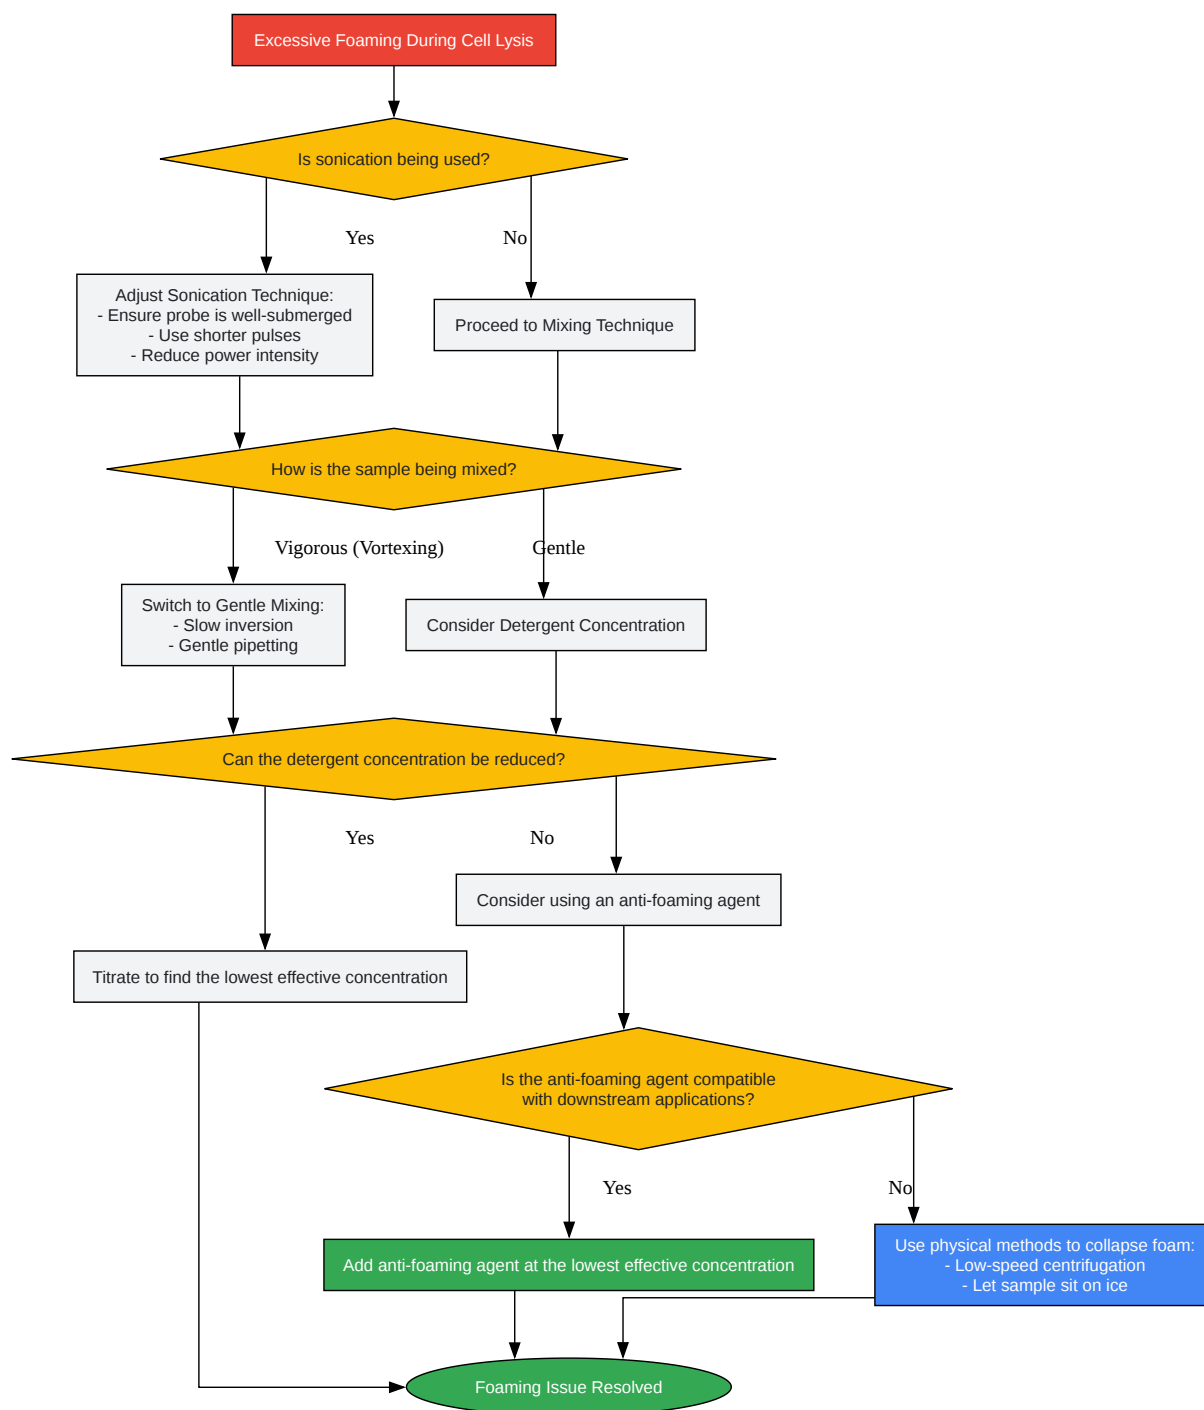 Excessive Foaming During Cell Lysis
Is sonication being used?
Yes
No
Adjust Sonication Technique:
- Ensure probe is well-submerged
- Use shorter pulses
- Reduce power intensity
Proceed to Mixing Technique
How is the sample being mixed?
Vigorous (Vortexing)
Gentle
Switch to Gentle Mixing:
- Slow inversion
- Gentle pipetting
Consider Detergent Concentration
Can the detergent concentration be reduced?
Yes
No
Consider using an anti-foaming agent
Titrate to find the lowest effective concentration
Is the anti-foaming agent compatible
with downstream applications?
Yes
No
Add anti-foaming agent at the lowest effective concentration
Use physical methods to collapse foam:
- Low-speed centrifugation
- Let sample sit on ice
Foaming Issue Resolved